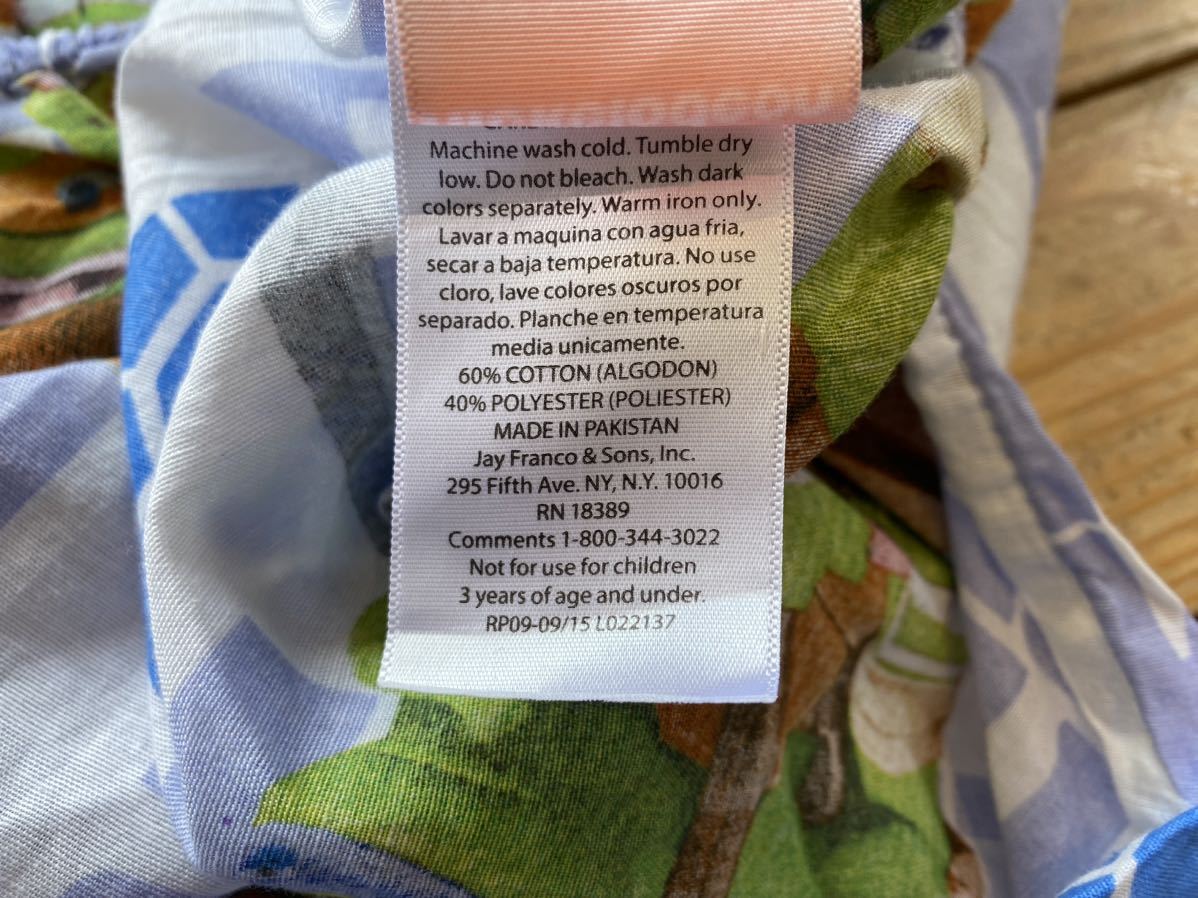 Machine wash cold. Tumble dry
low. Do not bleach. Wash dark
colors separately. Warm iron only.
Lavar a maquina con agua fria,
secar a baja temperatura. No use
cloro, lave colores oscuros por
separado. Planche en temperatura
media unicamente.
60% COTTON (ALGODON)
40% POLYESTER (POLIESTER)
MADE IN PAKISTAN
Jay Franco & Sons, Inc.
295 Fifth Ave. NY, N.Y. 10016
RN 18389
Comments 1-800-344-3022
Not for use for children
3 years of age and under.
RP09-09/15 L022137